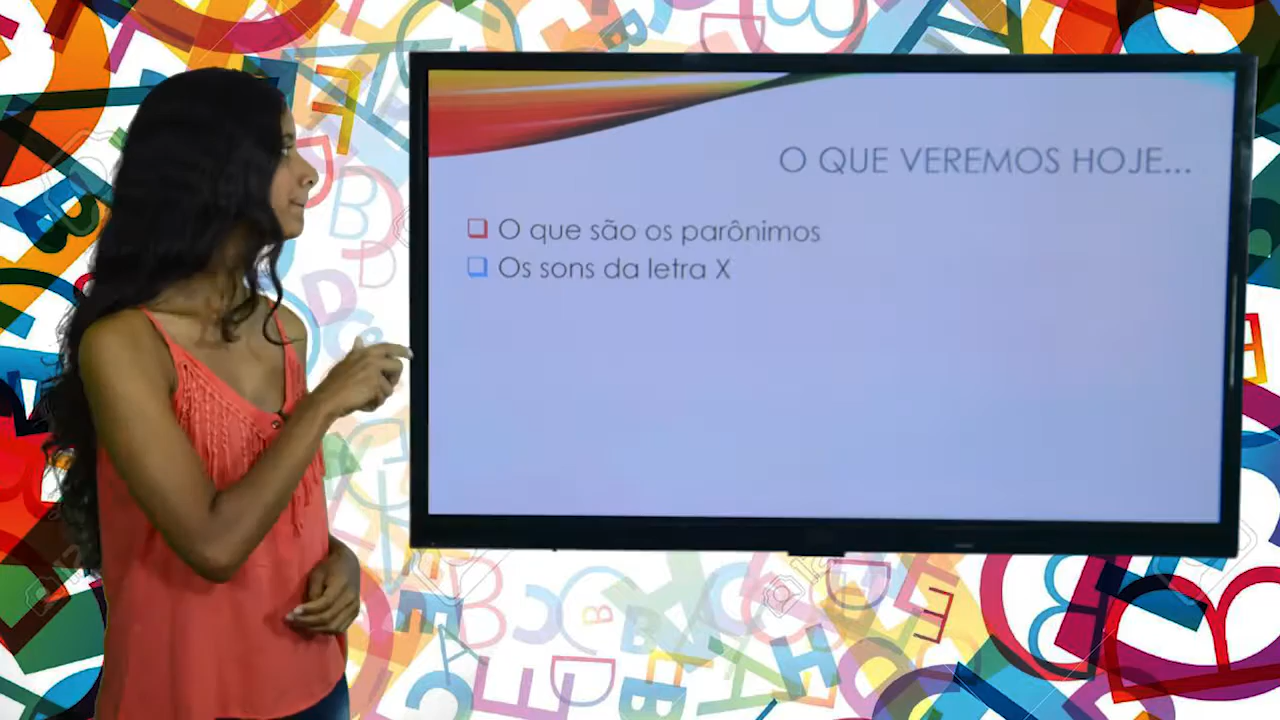 O QUE VEREMOS HOJE...
O que são os parônimos
Os sons da letra X